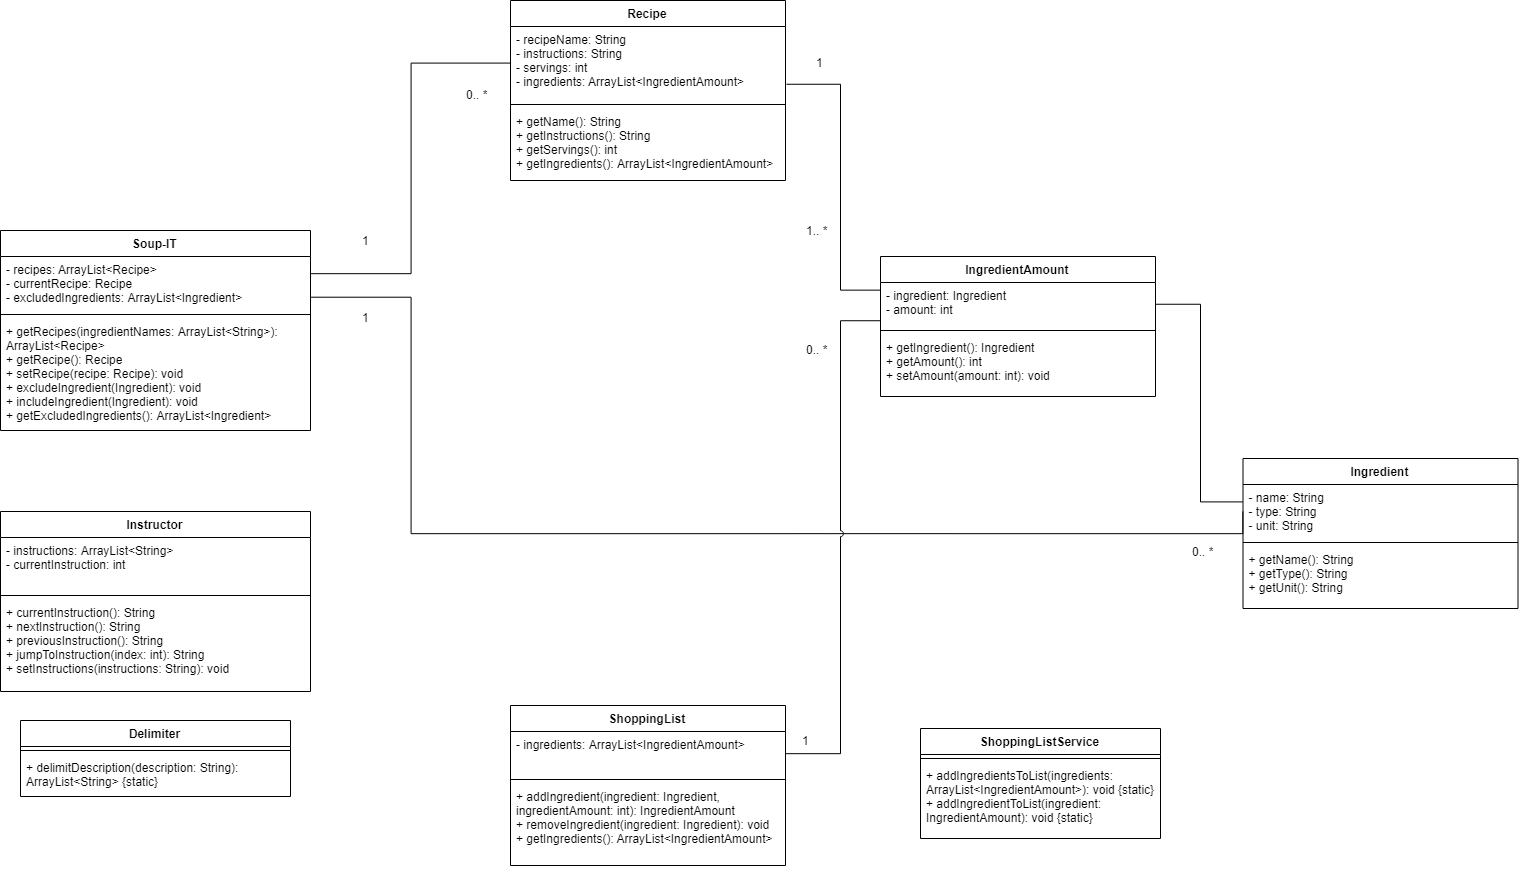 Recipe
- recipeName: String
- instructions: String
- servings: int
- ingredients: ArrayList<IngredientAmount>
+ getName(): String
+ getInstructions(): String
+ getServings(): int
+ getIngredients(): ArrayList<IngredientAmount>
1
0.. *
1
1.. *
Soup-IT
- recipes: ArrayList<Recipe>
- currentRecipe: Recipe
- excludedIngredients: ArrayList<Ingredient>
+ getRecipes(ingredientNames: ArrayList<String>):
ArrayList<Recipe>
+ getRecipe(): Recipe
+ setRecipe(recipe: Recipe): void
+ excludeIngredient(Ingredient): void
+ includeIngredient(Ingredient): void
+ getExcludedIngredients(): ArrayList<Ingredient>
1
IngredientAmount
- ingredient: Ingredient
- amount: int
+ getIngredient(): Ingredient
+ getAmount(): int
+ setAmount(amount: int): void
0.. *
Ingredient
- name: String
- type: String
- unit: String
+ getName(): String
+ getType(): String
+ getUnit(): String
0.. *
Instructor
- instructions: ArrayList<String>
- currentInstruction: int
+ currentInstruction(): String
+ nextInstruction(): String
+ previousInstruction(): String
+ jumpToInstruction(index: int): String
+ setInstructions(instructions: String): void
Delimiter
+ delimitDescription(description: String):
ArrayList<String> {static}
ShoppingList
- ingredients: ArrayList<IngredientAmount>
+ addIngredient(ingredient: Ingredient,
ingredientAmount: int): IngredientAmount
+ removeIngredient(ingredient: Ingredient): void
+ getIngredients(): ArrayList<IngredientAmount>
1
ShoppingListService
+ addIngredientsToList(ingredients:
ArrayList<IngredientAmount>): void {static}
+ addIngredientToList(ingredient:
IngredientAmount): void {static}